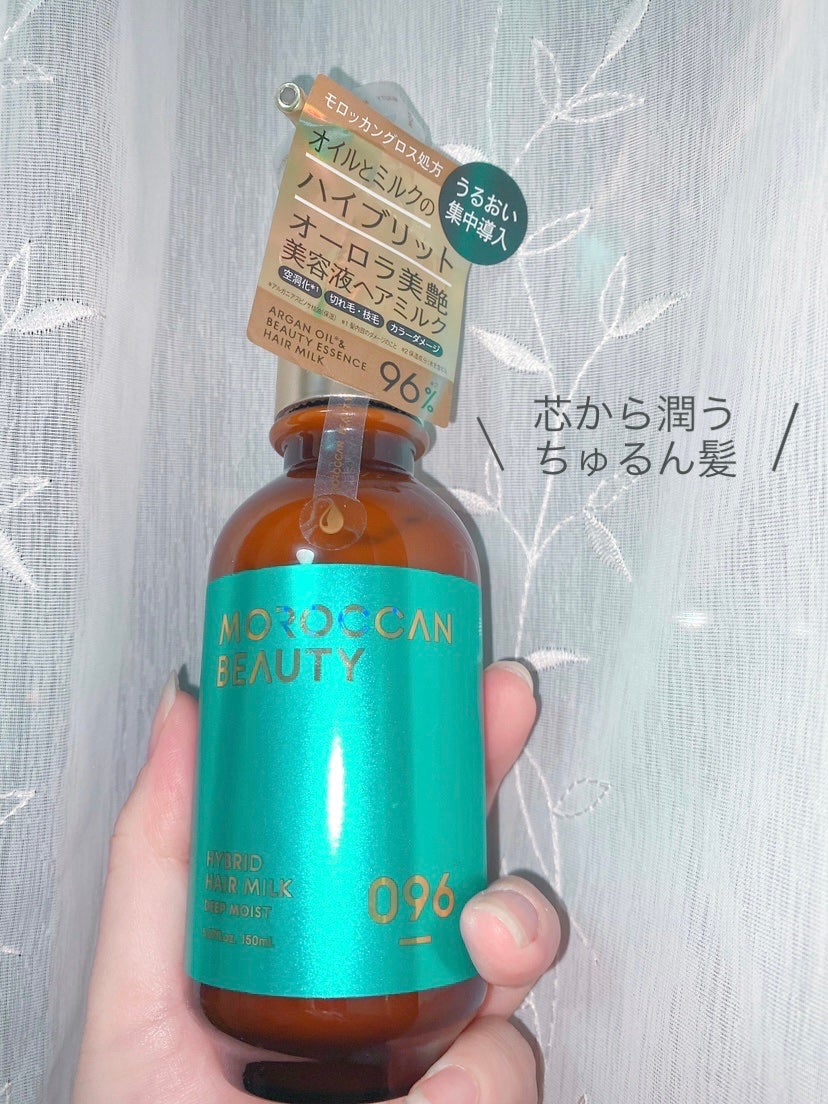 モロッカングロス処方
オイルとミルクの
ハイブリット
オーロラ美艶
美容液ヘアミルク
うるおい
集中導入
空洞化*1
切れ毛・枝毛
カラーダメージ
ARGAN OIL*&
BEAUTY ESSENCE
HAIR MILK
96%
芯から潤う
ちゅるん髪
MOROCCAN
BEAUTY
HYBRID
HAIR MILK
DEEP MOIST
fl.oz. 150mL
096